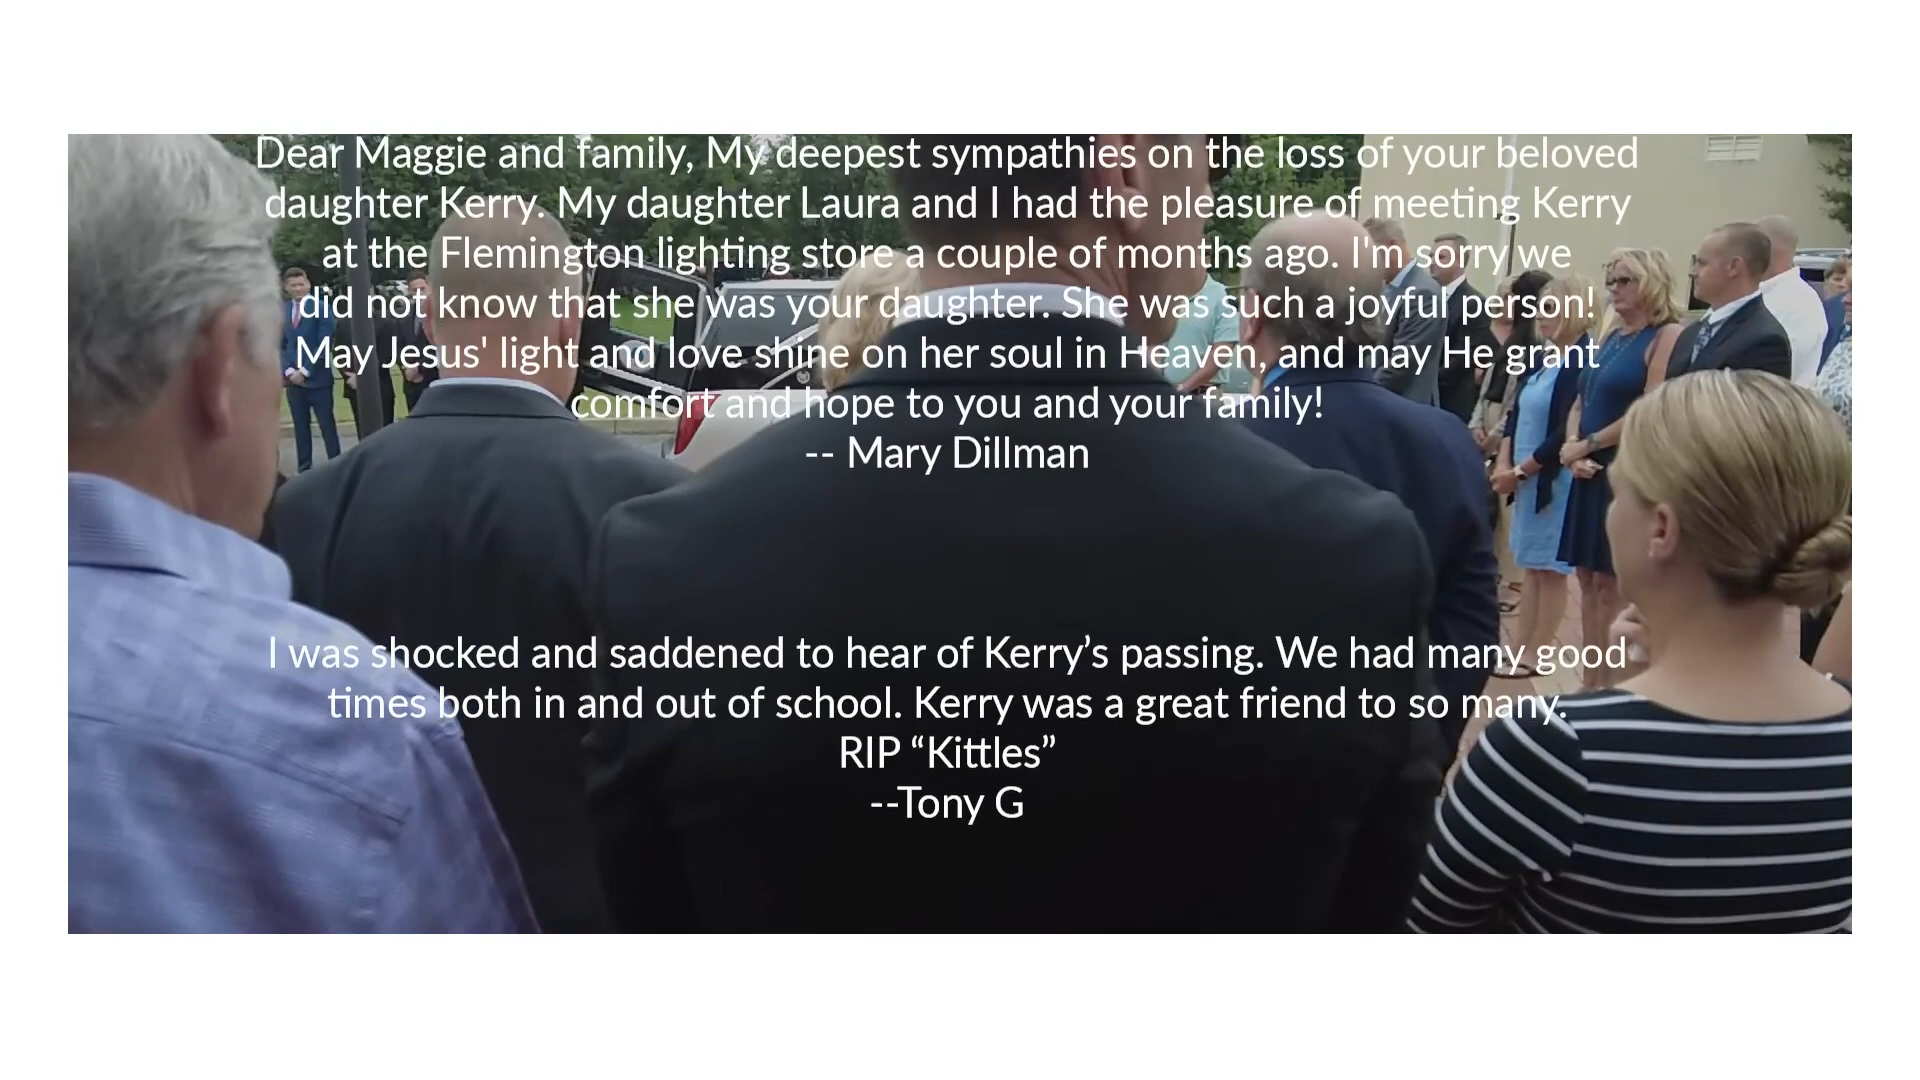 Dear Maggie and family, My deepest sympathies on the loss of your beloved
daughter Kerry. My daughter Laura and I had the pleasure of meeting Kerry
at the Flemington lighting store a couple of months ago. I'm sorry we
did not know that she was your daughter. She was such a joyful person!
May Jesus' light and love shine on her soul in Heaven, and may He grant
comfort and hope to you and your family!
-- Mary Dillman
I was shocked and saddened to hear of Kerry’s passing. We had many good
times both in and out of school. Kerry was a great friend to so many.
RIP “Kittles”
--Tony G